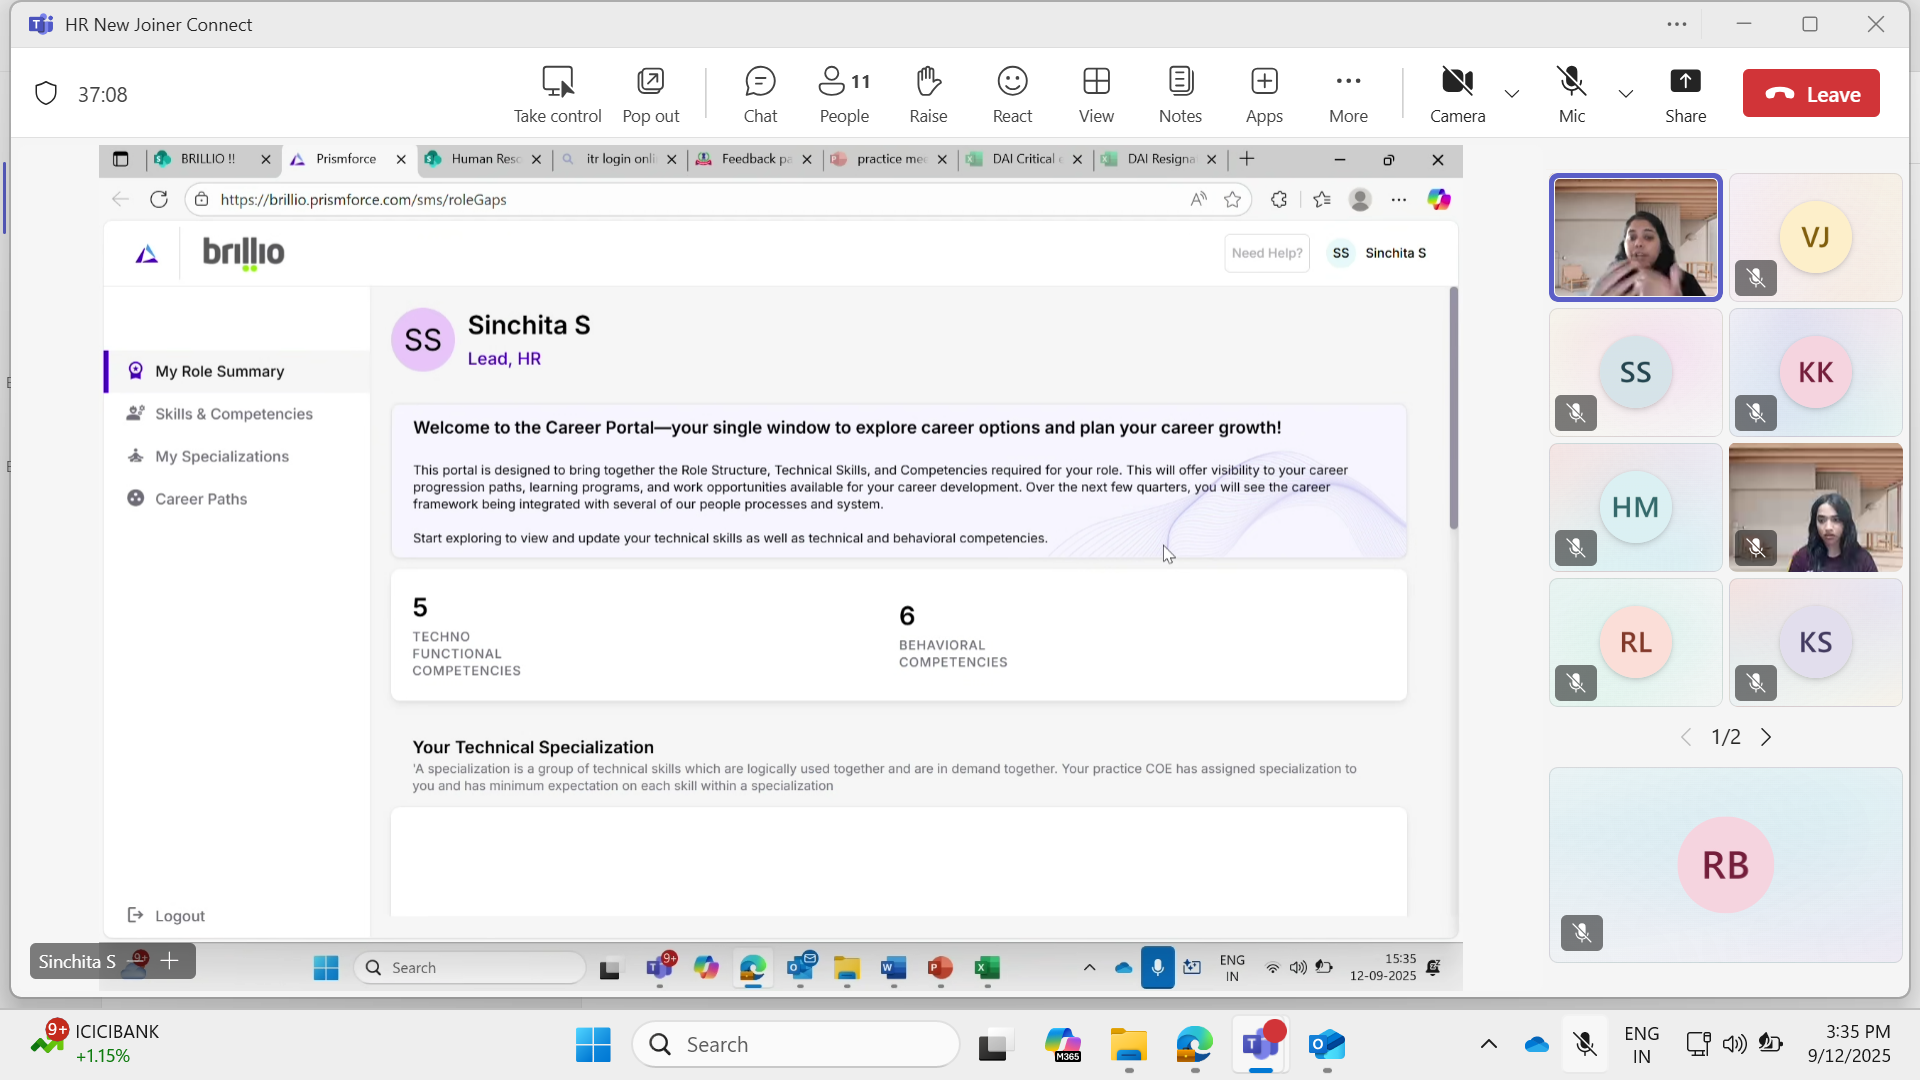 HR New Joiner Connect
37:08
Take control
Pop out
Chat
11
People
Raise
React
View
Notes
Apps
More
Camera
Mic
Share
Leave
BRILLIO !!
Prismforce
Human Resc
itr login onli
Feedback pa
practice mee
DAI Critical
DAI Resigna
https://brillio.prismforce.com/sms/roleGaps
brillio
Need Help?
SS
Sinchita S
My Role Summary
Skills & Competencies
My Specializations
Career Paths
Logout
SS
Sinchita S
Lead, HR
Welcome to the Career Portal—your single window to explore career options and plan your career growth!
This portal is designed to bring together the Role Structure, Technical Skills, and Competencies required for your role. This will offer visibility to your career
progression paths, learning programs, and work opportunities available for your career development. Over the next few quarters, you will see the career
framework being integrated with several of our people processes and system.
Start exploring to view and update your technical skills as well as technical and behavioral competencies.
5
TECHNO
FUNCTIONAL
COMPETENCIES
6
BEHAVIORAL
COMPETENCIES
Your Technical Specialization
'A specialization is a group of technical skills which are logically used together and are in demand together. Your practice COE has assigned specialization to
you and has minimum expectation on each skill within a specialization
VJ
SS
KK
HM
RL
KS
1/2
RB
Sinchita S
9+
Search
9+
ENG
IN
15:35
12-09-2025
9+
ICICIBANK
+1.15%
Search
M365
ENG
IN
3:35 PM
9/12/2025